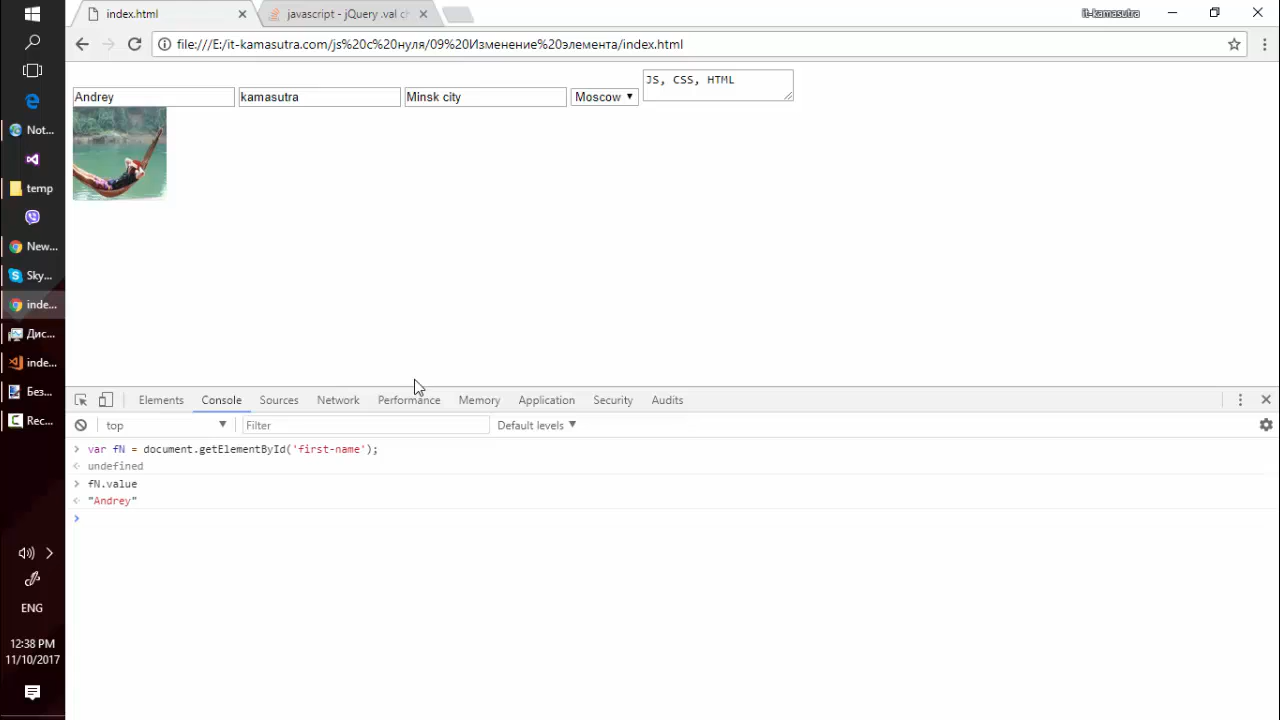 index.html
javascript - jQuery .val ch
it-kamasutra
file:///E:/it-kamasutra.com/js%20с%20нуля/09%20Изменение%20элемента/index.html
JS, CSS, HTML
Andrey
kamasutra
Minsk city
Moscow
Not...
temp
New...
Sky...
inde...
Дис...
inde...
Без...
Rec...
ENG
12:38 PM
11/10/2017
Elements
Console
Sources
Network
Performance
Memory
Application
Security
Audits
top
Filter
Default levels
var fN = document.getElementById('first-name');
undefined
fN.value
"Andrey"